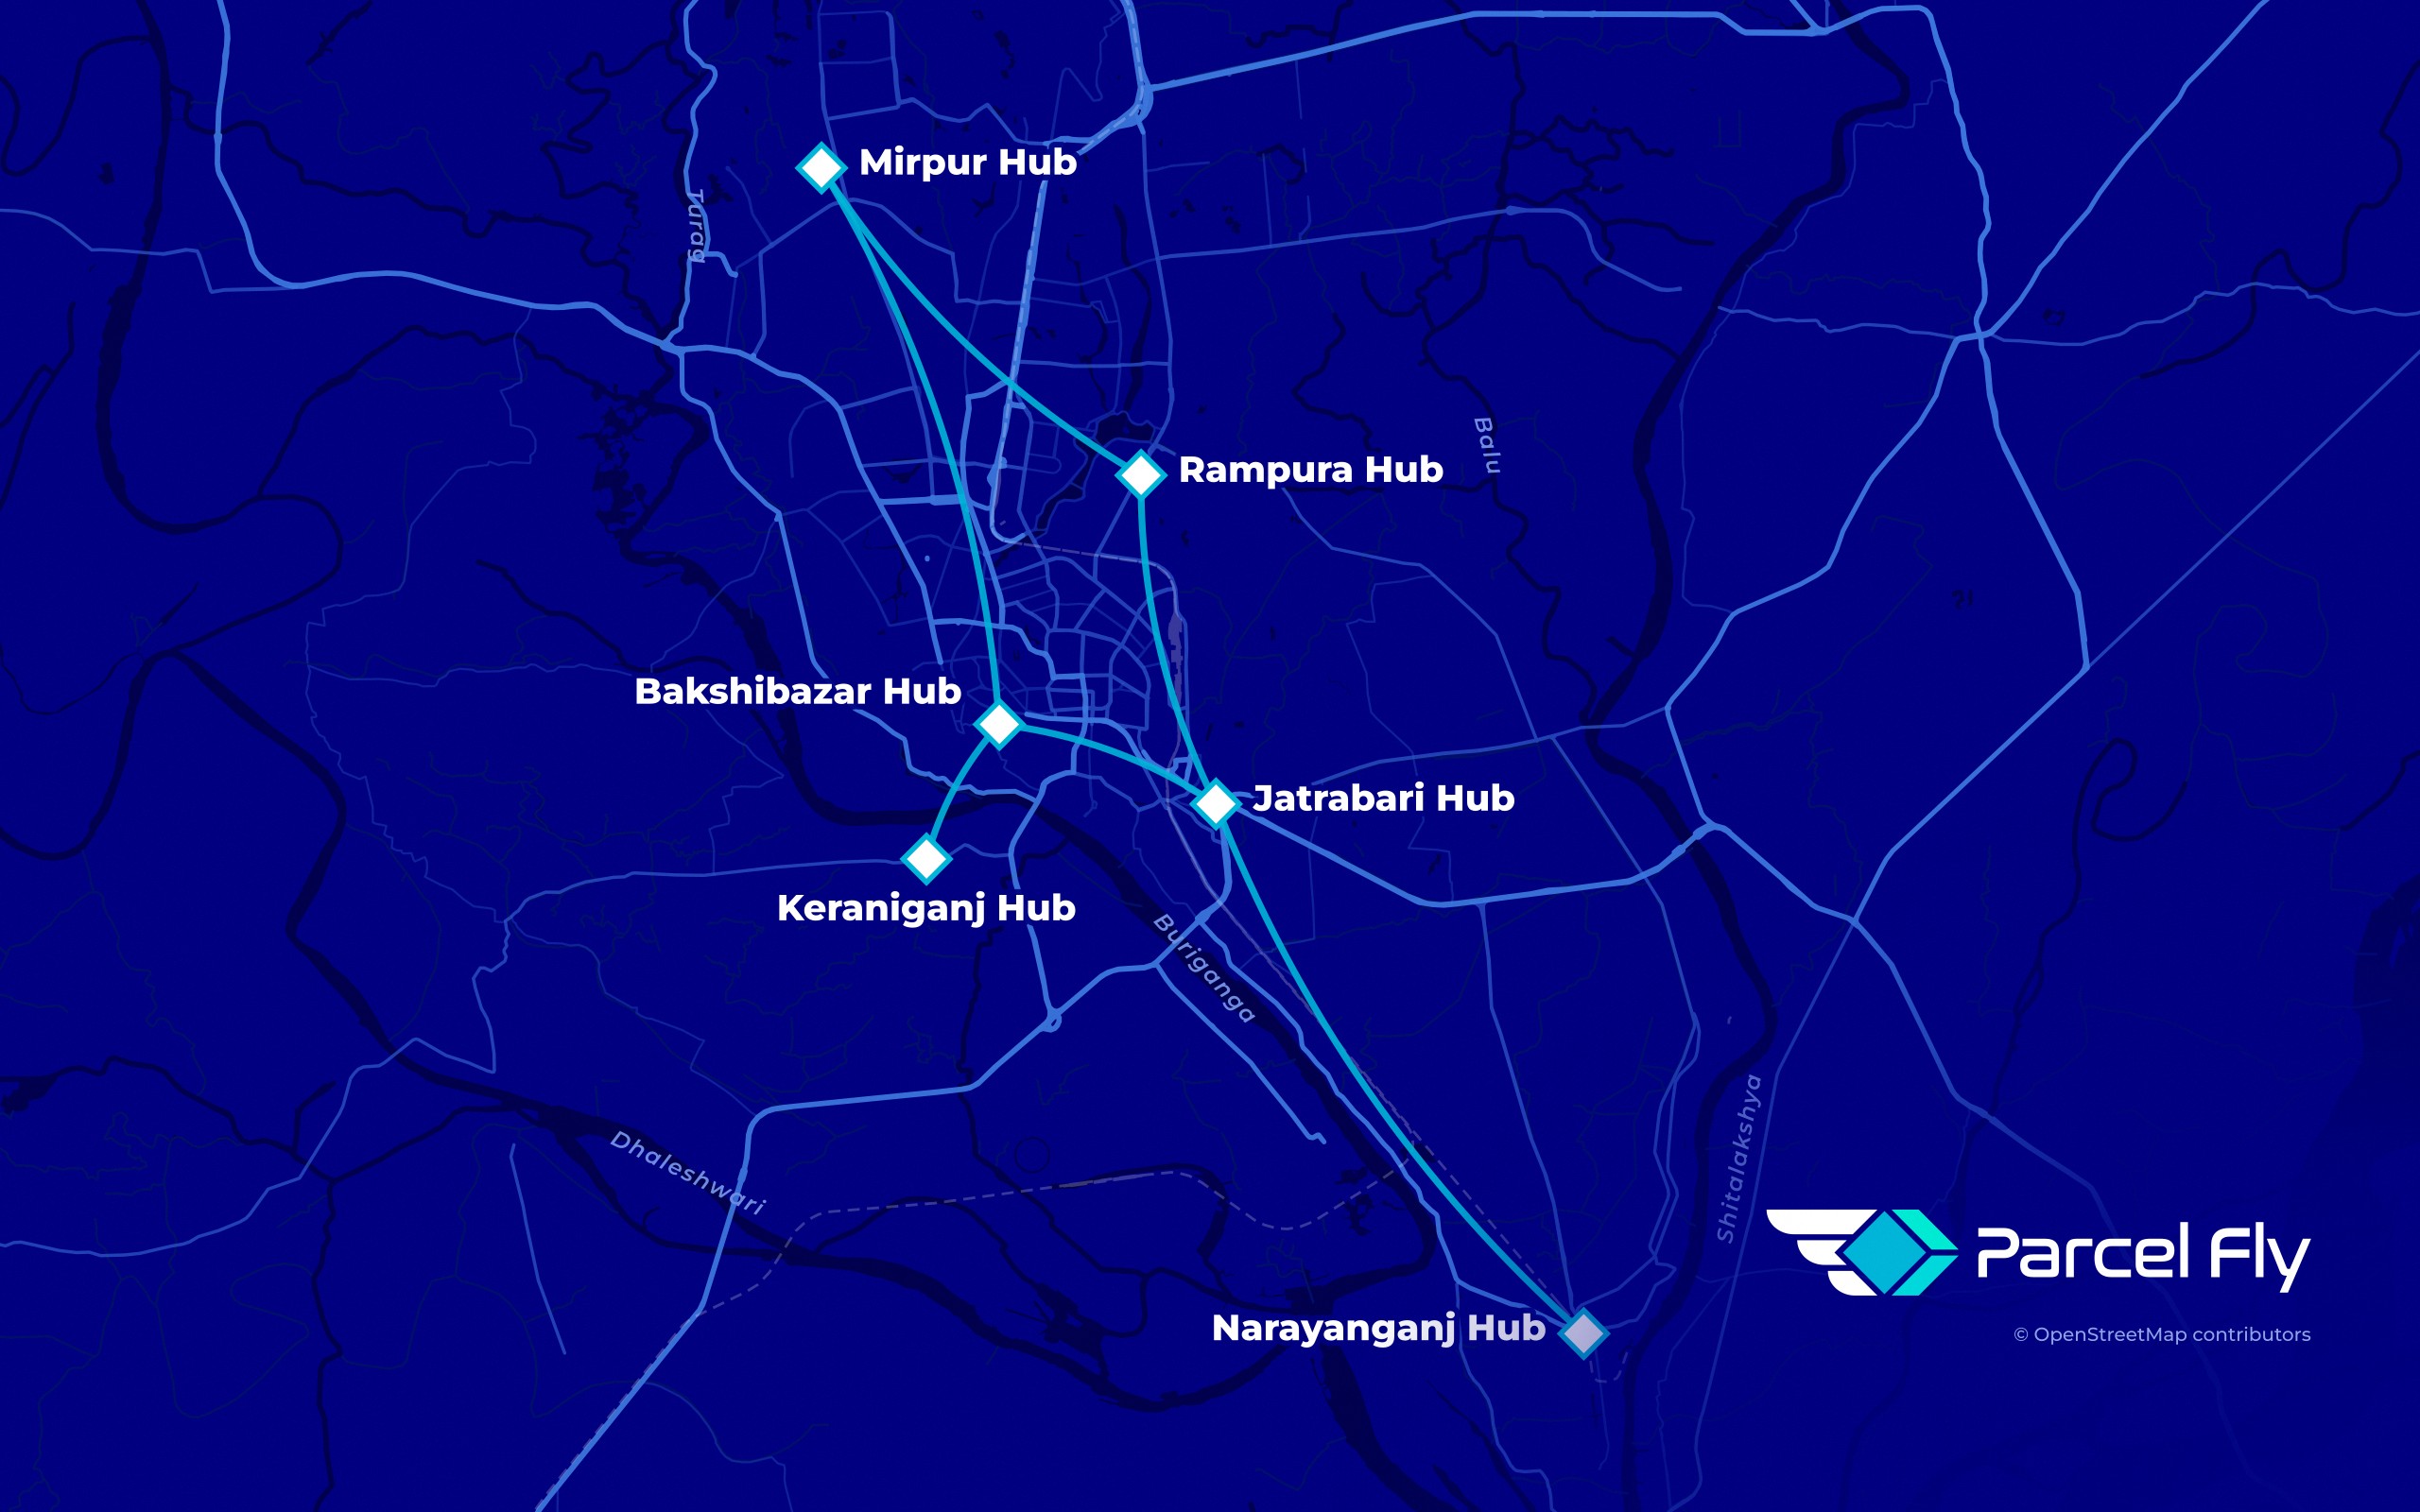 Mirpur Hub
Turag
Rampura Hub
Balu
Bakshibazar Hub
Jatrabari Hub
Keraniganj Hub
Buriganga
Dhaleshwari
Shitalakshya
Parcel Fly
Narayanganj Hub
© OpenStreetMap contributors